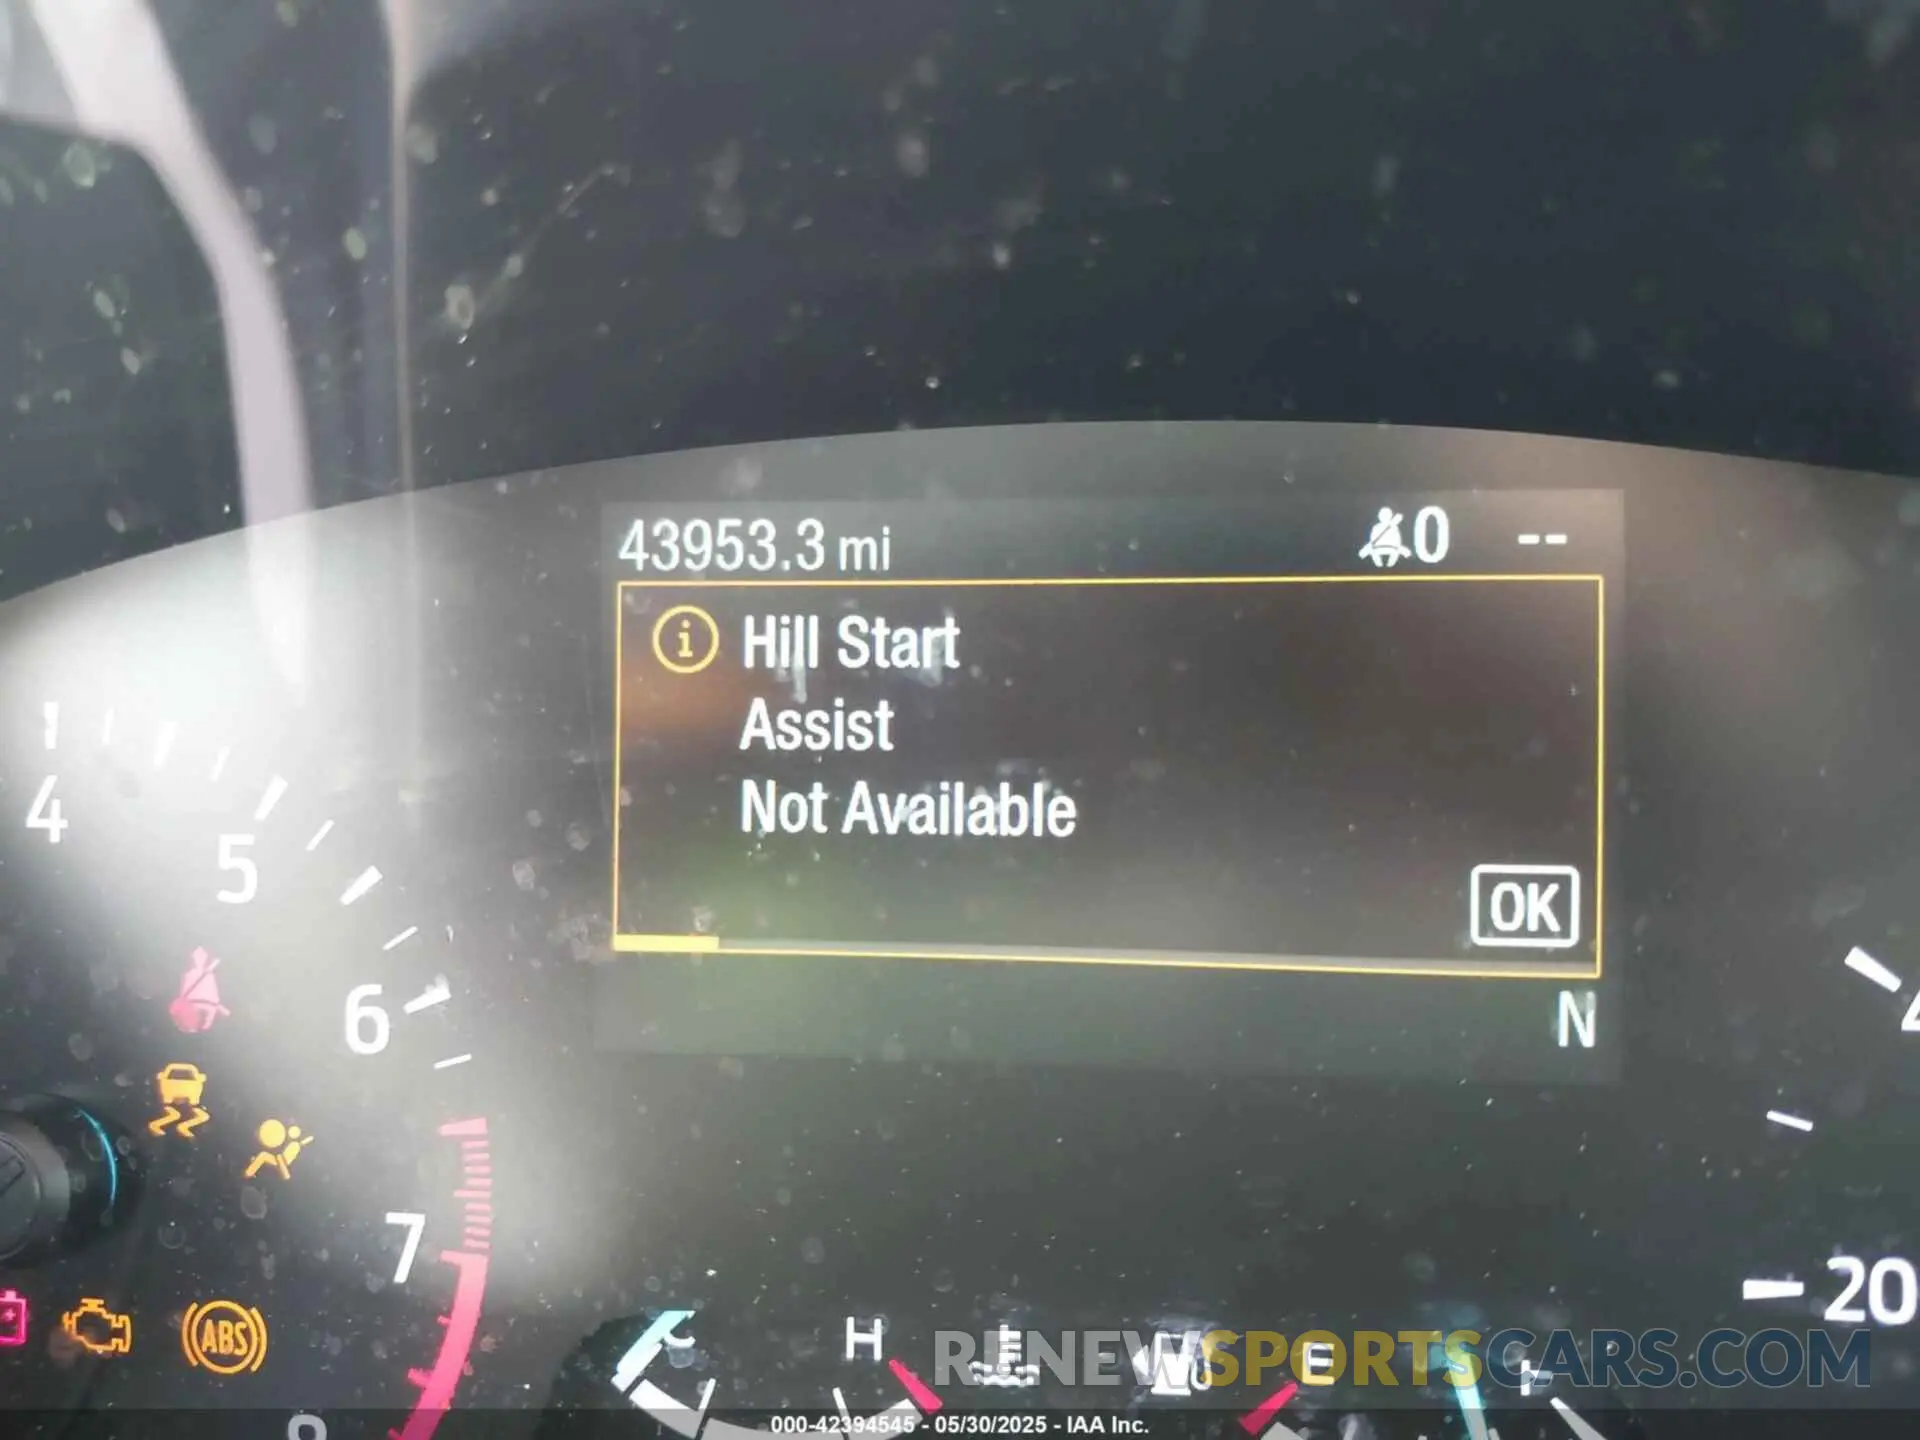 43953.3 mi 0 --
Hill Start
Assist
Not Available
OK
N
4
5
6
7
8
ABS
20
C H E F
RENEWSPORTSCARS.COM
000-42394545 - 05/30/2025 - IAA Inc.